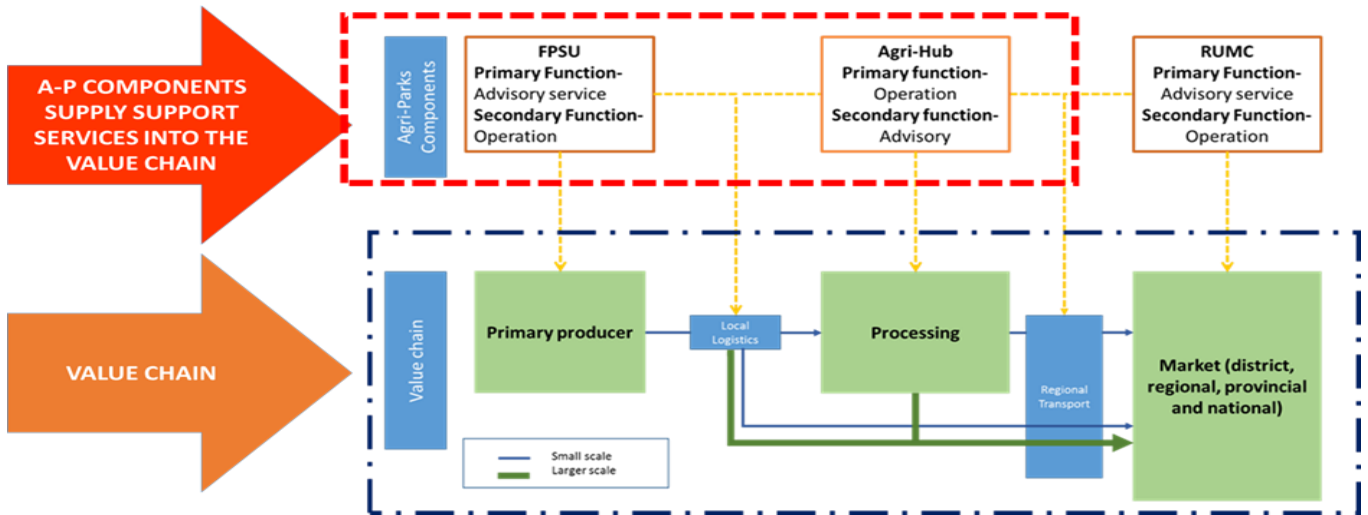 A-P COMPONENTS
SUPPLY SUPPORT
SERVICES INTO THE
VALUE CHAIN
Agri-Parks
Components
FPSU
Primary Function-
Advisory service
Secondary Function-
Operation
Agri-Hub
Primary function-
Operation
Secondary function-
Advisory
RUMC
Primary Function-
Advisory service
Secondary Function-
Operation
VALUE CHAIN
Value chain
Primary producer
Local
Logistics
Processing
Regional
Transport
Market (district,
regional, provincial
and national)
Small scale
Larger scale